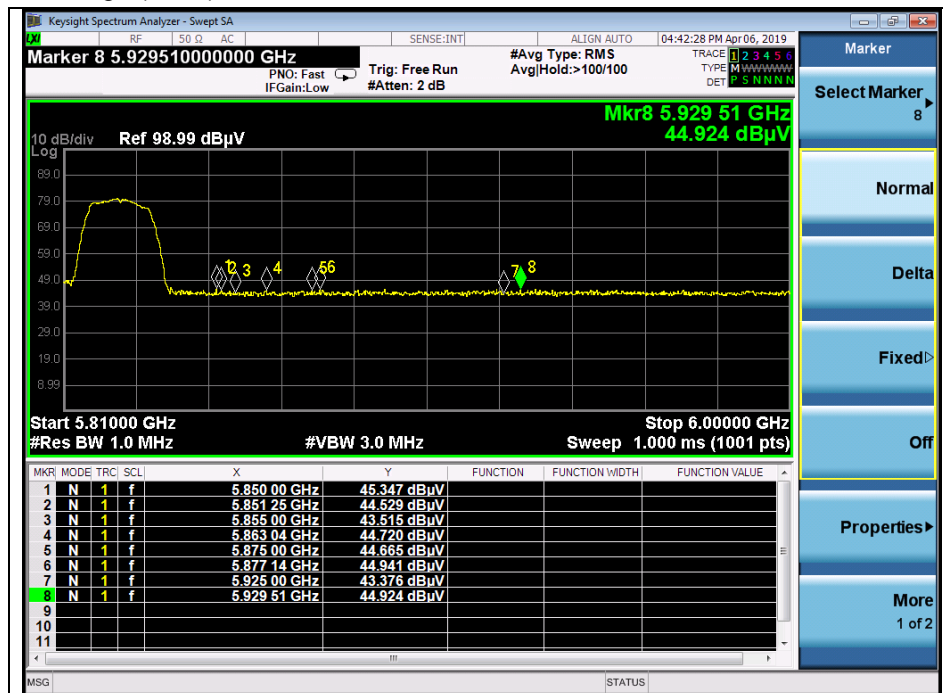 Keysight Spectrum Analyzer - Swept SA
LXI RF 50 Ω AC SENSE:INT ALIGN AUTO 04:42:28 PM Apr 06, 2019
Marker 8 5.929510000000 GHz
PNO: Fast
IFGain:Low
Trig: Free Run
#Atten: 2 dB
#Avg Type: RMS
Avg|Hold:>100/100
TRACE 1 2 3 4 5 6
TYPE M WWWWW
DET P S N N N N
Mkr8 5.929 51 GHz
44.924 dBµV
10 dB/div Ref 98.99 dBµV
Log
89.0
79.0
69.0
59.0
49.0
39.0
29.0
19.0
8.99
1 2 3 4 5 6 7 8
Start 5.81000 GHz Stop 6.00000 GHz
#Res BW 1.0 MHz #VBW 3.0 MHz Sweep 1.000 ms (1001 pts)
MKR MODE TRC SCL X Y FUNCTION FUNCTION WIDTH FUNCTION VALUE
1 N 1 f 5.850 00 GHz 45.347 dBµV
2 N 1 f 5.851 25 GHz 44.529 dBµV
3 N 1 f 5.855 00 GHz 43.515 dBµV
4 N 1 f 5.863 04 GHz 44.720 dBµV
5 N 1 f 5.875 00 GHz 44.665 dBµV
6 N 1 f 5.877 14 GHz 44.941 dBµV
7 N 1 f 5.925 00 GHz 43.376 dBµV
8 N 1 f 5.929 51 GHz 44.924 dBµV
9
10
11
MSG STATUS
Marker
Select Marker
8
Normal
Delta
Fixed
Off
Properties
More
1 of 2